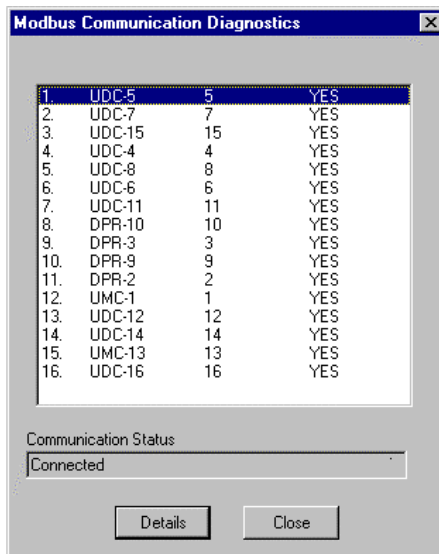 Modbus Communication Diagnostics
1. UDC-5 5 YES
2. UDC-7 7 YES
3. UDC-15 15 YES
4. UDC-4 4 YES
5. UDC-8 8 YES
6. UDC-6 6 YES
7. UDC-11 11 YES
8. DPR-10 10 YES
9. DPR-3 3 YES
10. DPR-9 9 YES
11. DPR-2 2 YES
12. UMC-1 1 YES
13. UDC-12 12 YES
14. UDC-14 14 YES
15. UMC-13 13 YES
16. UDC-16 16 YES
Communication Status
Connected
Details Close